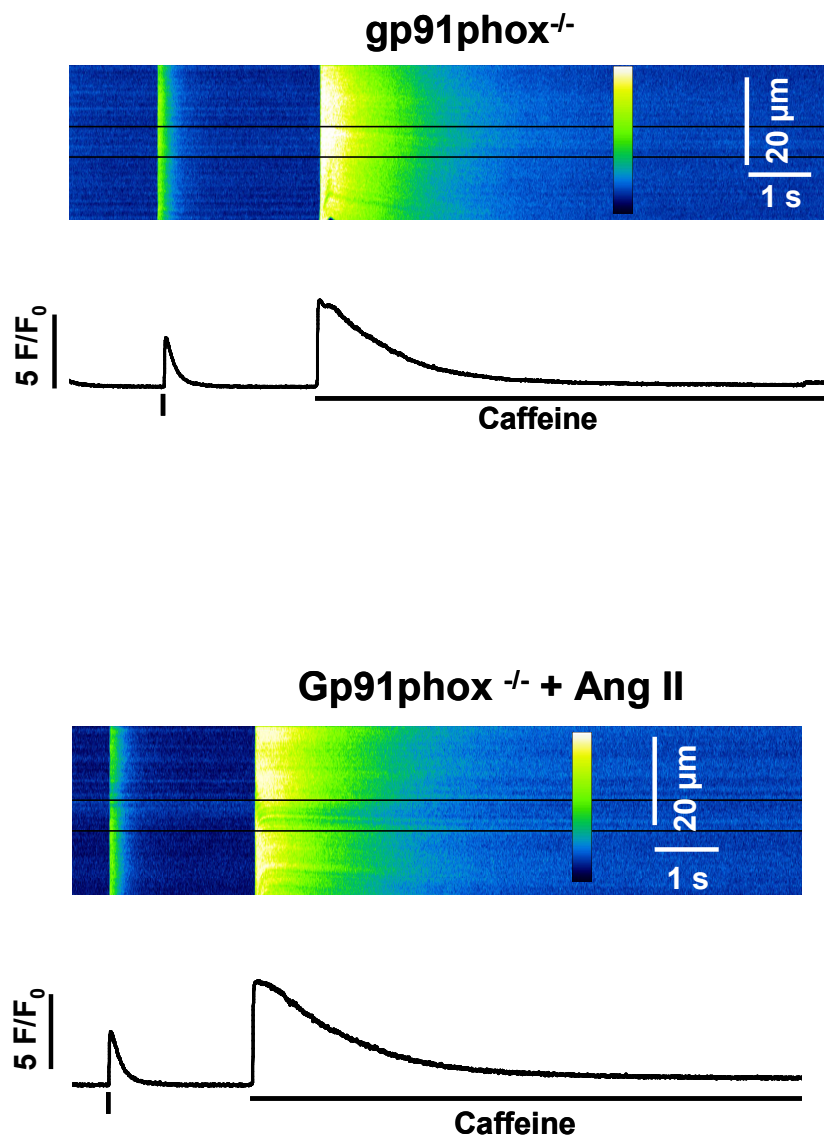 gp91phox-/-
20 µm
1 s
5 F/F0
Caffeine
Gp91phox -/- + Ang II
20 µm
1 s
5 F/F0
Caffeine